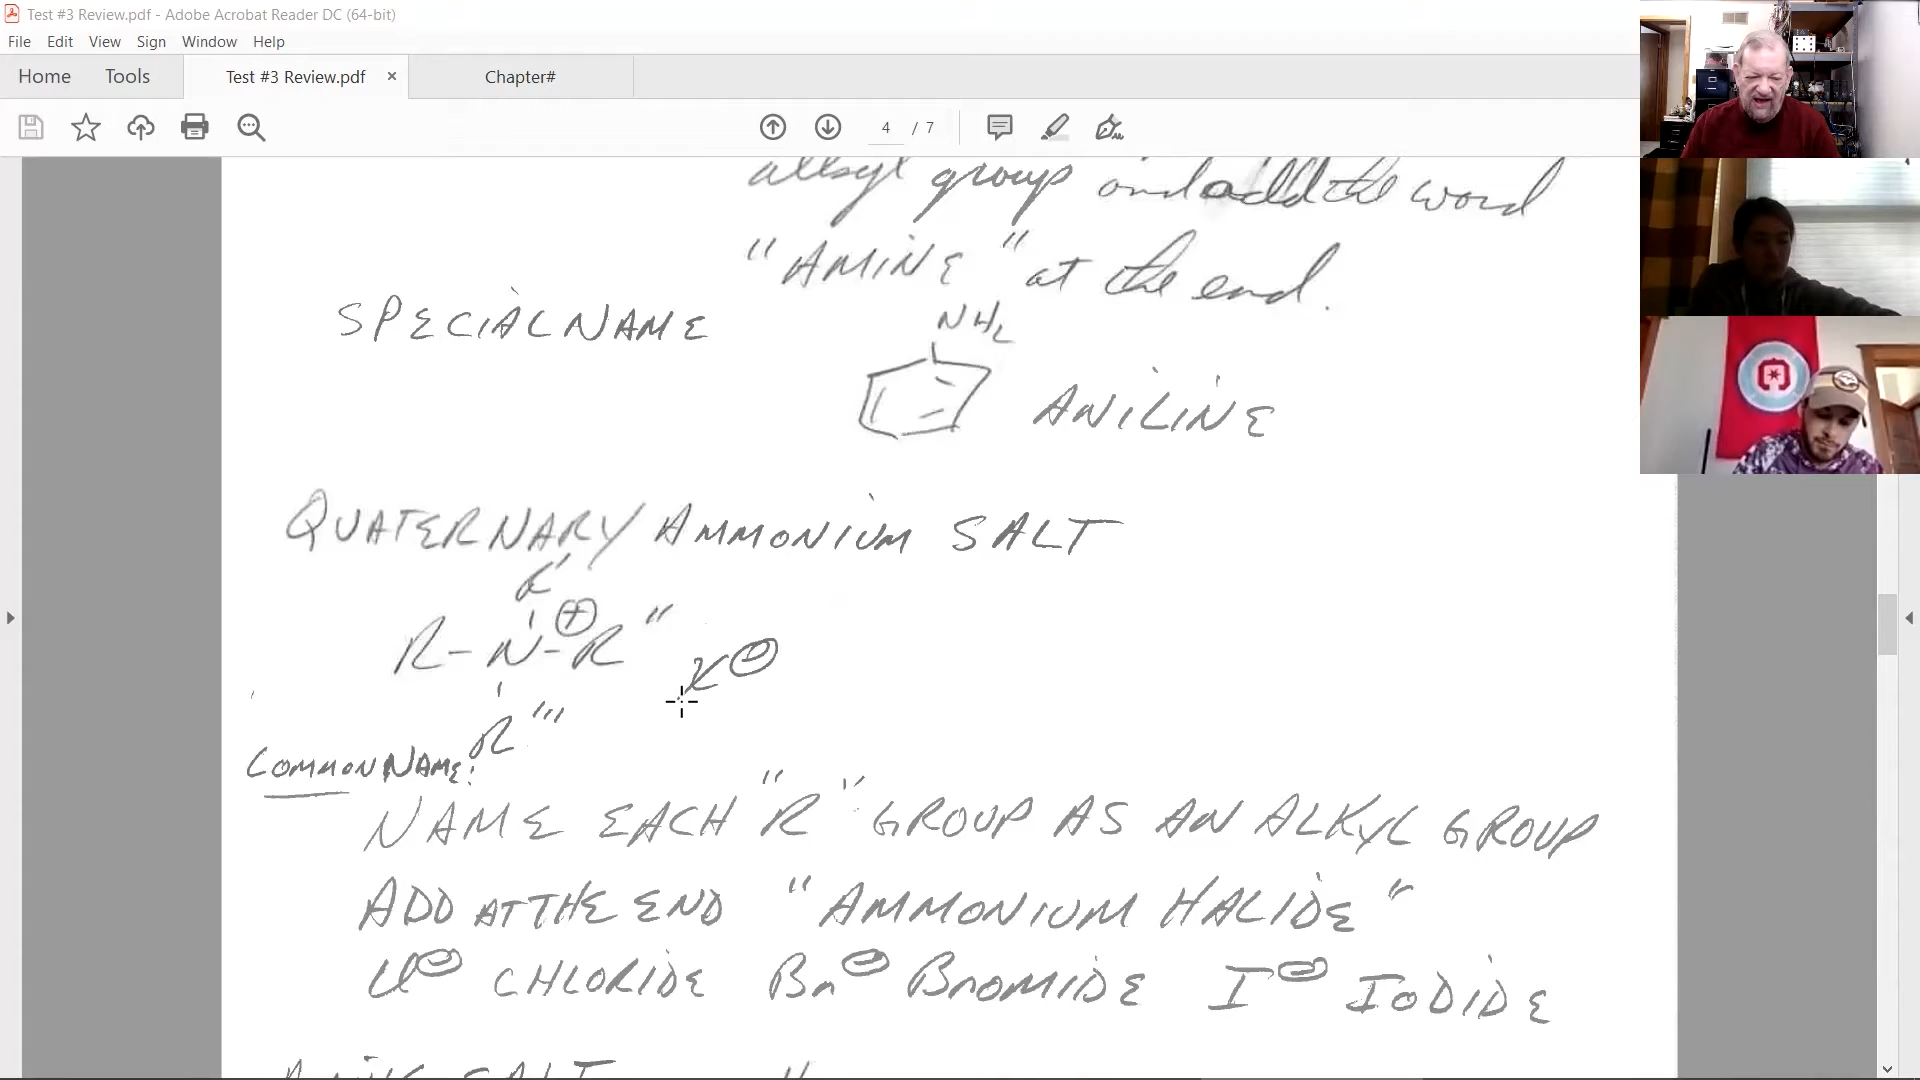 Test #3 Review.pdf - Adobe Acrobat Reader DC (64-bit)
File Edit View Sign Window Help
Home Tools Test #3 Review.pdf × Chapter#
4 / 7
alkyl group and add the word
"AMINE" at the end.
SPECIAL NAME
NH2
ANILINE
QUATERNARY AMMONIUM SALT
R'
R-N-R" ⊕
X⊖
R'''
COMMON NAME:
NAME EACH "R" GROUP AS AN ALKYL GROUP
ADD AT THE END "AMMONIUM HALIDE"
Cl⊖ CHLORIDE Br⊖ BROMIDE I⊖ IODIDE
AMINE SALT H